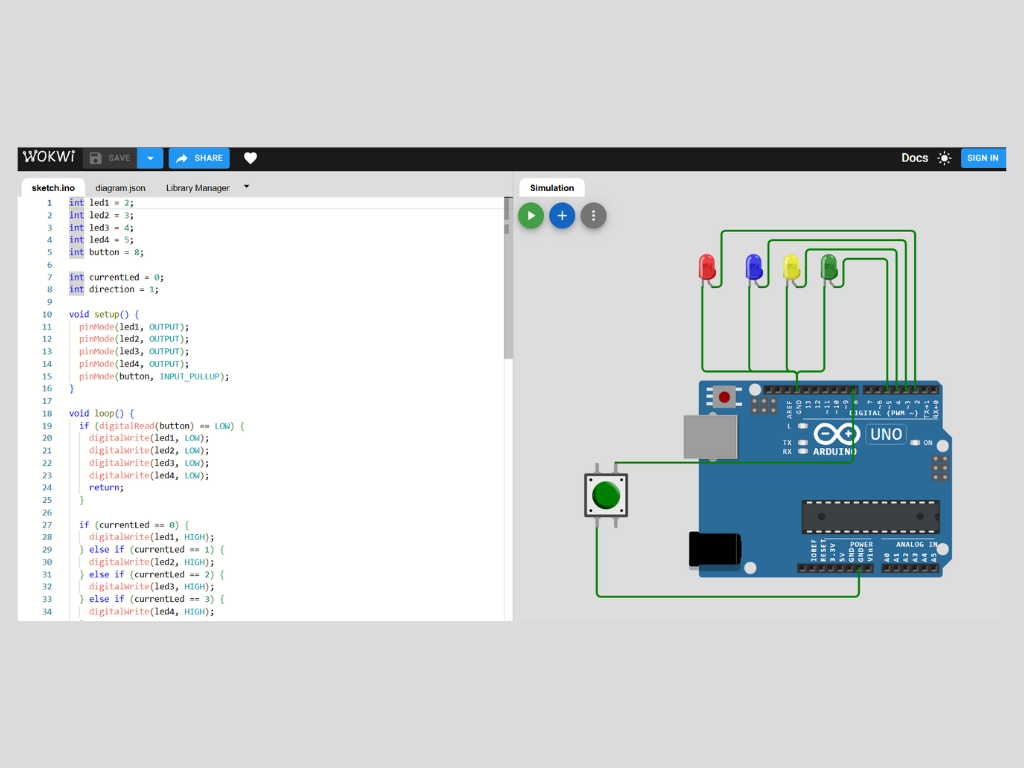 WOKWi SAVE SHARE Docs SIGN IN
sketch.ino diagram.json Library Manager
1 int led1 = 2;
2 int led2 = 3;
3 int led3 = 4;
4 int led4 = 5;
5 int button = 8;
6
7 int currentLed = 0;
8 int direction = 1;
9
10 void setup() {
11 pinMode(led1, OUTPUT);
12 pinMode(led2, OUTPUT);
13 pinMode(led3, OUTPUT);
14 pinMode(led4, OUTPUT);
15 pinMode(button, INPUT_PULLUP);
16 }
17
18 void loop() {
19 if (digitalRead(button) == LOW) {
20 digitalWrite(led1, LOW);
21 digitalWrite(led2, LOW);
22 digitalWrite(led3, LOW);
23 digitalWrite(led4, LOW);
24 return;
25 }
26
27 if (currentLed == 0) {
28 digitalWrite(led1, HIGH);
29 } else if (currentLed == 1) {
30 digitalWrite(led2, HIGH);
31 } else if (currentLed == 2) {
32 digitalWrite(led3, HIGH);
33 } else if (currentLed == 3) {
34 digitalWrite(led4, HIGH);
Simulation
AREF GND 13 12 ~11 ~10 ~9 8 7 ~6 ~5 4 ~3 2 TX→1 RX←0
DIGITAL (PWM ~)
L
TX
RX
ARDUINO
UNO
ON
POWER
ANALOG IN
IOREF RESET 3.3V 5V GND GND Vin A0 A1 A2 A3 A4 A5